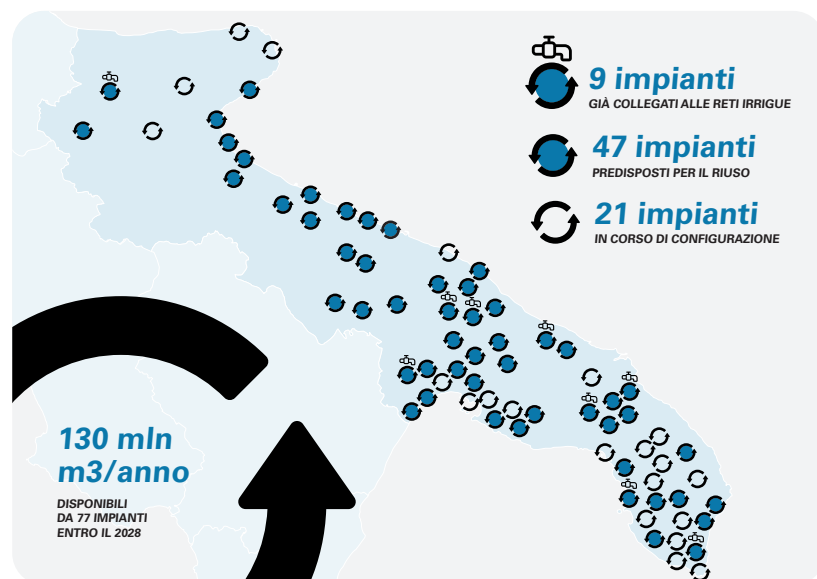 9 impianti
GIÀ COLLEGATI ALLE RETI IRRIGUE
47 impianti
PREDISPOSTI PER IL RIUSO
21 impianti
IN CORSO DI CONFIGURAZIONE
130 mln
m3/anno
DISPONIBILI
DA 77 IMPIANTI
ENTRO IL 2028